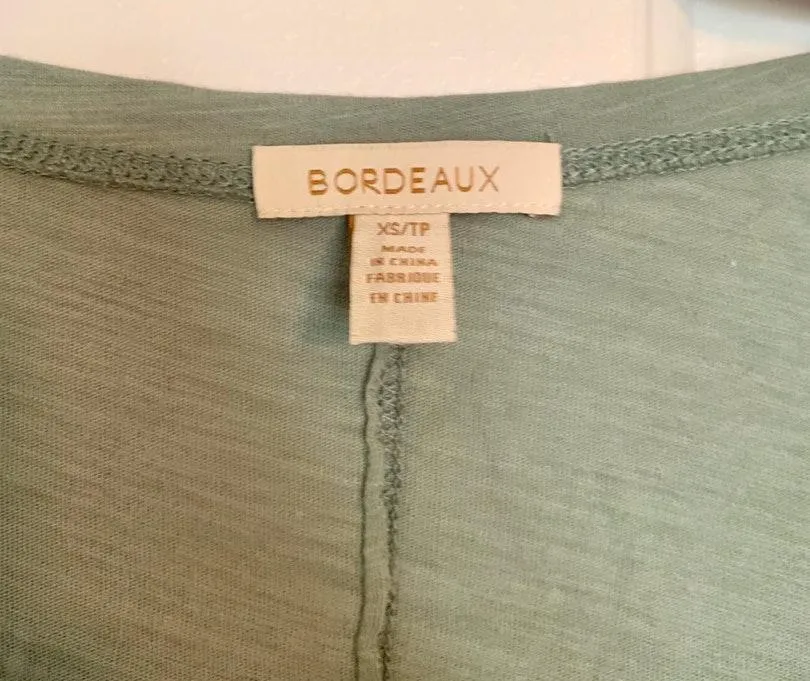 BORDEAUX
XS/TP
MADE
IN CHINA
FABRIQUE
EN CHINE